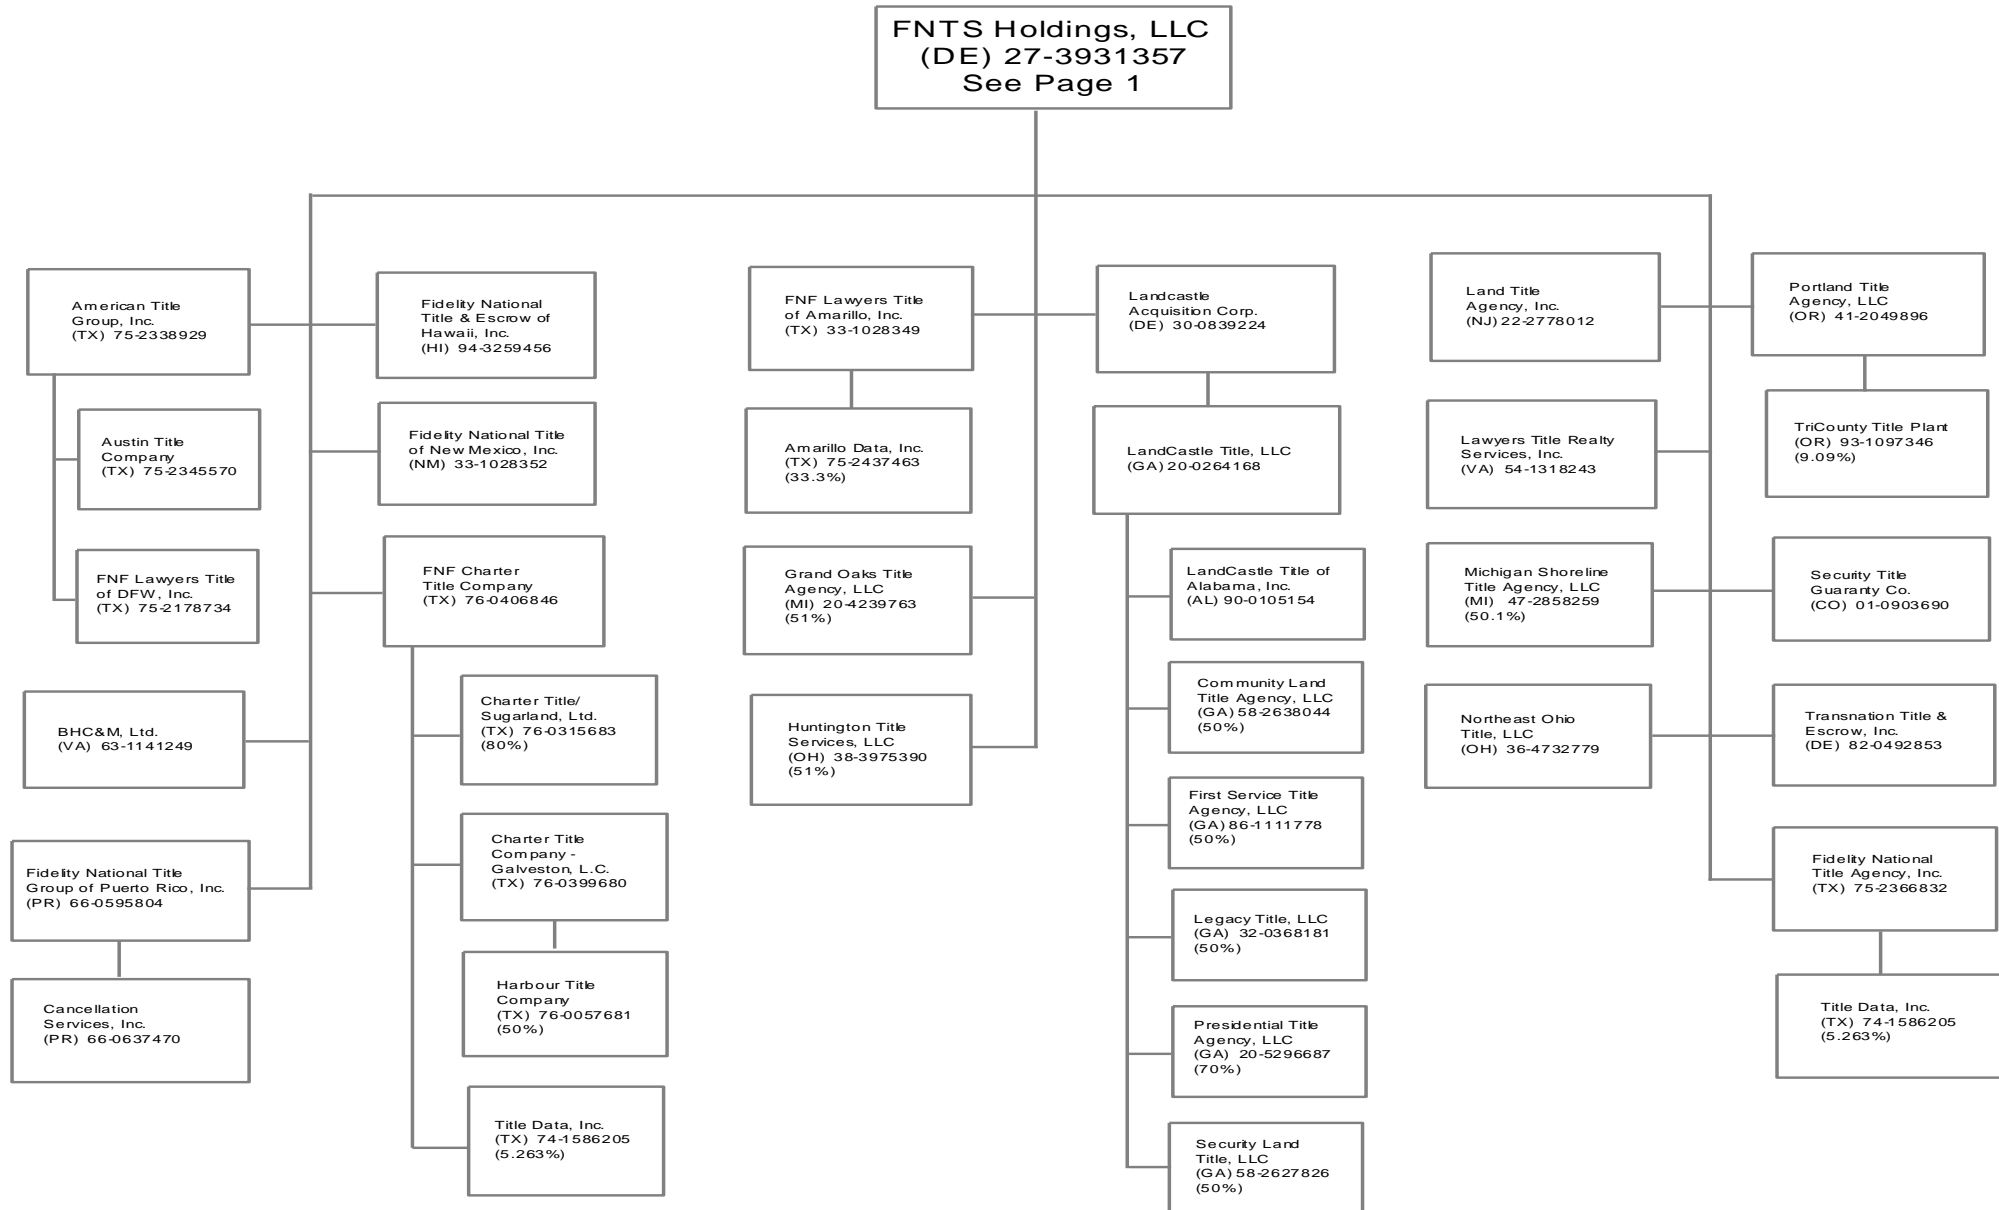 FNTS Holdings, LLC
(DE) 27-3931357
See Page 1
American Title
Group, Inc.
(TX) 75-2338929
Austin Title
Company
(TX) 75-2345570
FNF Lawyers Title
of DFW, Inc.
(TX) 75-2178734
BHC&M, Ltd.
(VA) 63-1141249
Fidelity National Title
Group of Puerto Rico, Inc.
(PR) 66-0595804
Cancellation
Services, Inc.
(PR) 66-0637470
Fidelity National
Title & Escrow of
Hawaii, Inc.
(HI) 94-3259456
Fidelity National Title
of New Mexico, Inc.
(NM) 33-1028352
FNF Charter
Title Company
(TX) 76-0406846
Charter Title/
Sugarland, Ltd.
(TX) 76-0315683
(80%)
Charter Title
Company -
Galveston, L.C.
(TX) 76-0399680
Harbour Title
Company
(TX) 76-0057681
(50%)
Title Data, Inc.
(TX) 74-1586205
(5.263%)
FNF Lawyers Title
of Amarillo, Inc.
(TX) 33-1028349
Amarillo Data, Inc.
(TX) 75-2437463
(33.3%)
Grand Oaks Title
Agency, LLC
(MI) 20-4239763
(51%)
Huntington Title
Services, LLC
(OH) 38-3975390
(51%)
Landcastle
Acquisition Corp.
(DE) 30-0839224
LandCastle Title, LLC
(GA) 20-0264168
LandCastle Title of
Alabama, Inc.
(AL) 90-0105154
Community Land
Title Agency, LLC
(GA) 58-2638044
(50%)
First Service Title
Agency, LLC
(GA) 86-1111778
(50%)
Legacy Title, LLC
(GA) 32-0368181
(50%)
Presidential Title
Agency, LLC
(GA) 20-5296687
(70%)
Security Land
Title, LLC
(GA) 58-2627826
(50%)
Land Title
Agency, Inc.
(NJ) 22-2778012
Lawyers Title Realty
Services, Inc.
(VA) 54-1318243
Michigan Shoreline
Title Agency, LLC
(MI) 47-2858259
(50.1%)
Northeast Ohio
Title, LLC
(OH) 36-4732779
Portland Title
Agency, LLC
(OR) 41-2049896
TriCounty Title Plant
(OR) 93-1097346
(9.09%)
Security Title
Guaranty Co.
(CO) 01-0903690
Transnation Title &
Escrow, Inc.
(DE) 82-0492853
Fidelity National
Title Agency, Inc.
(TX) 75-2366832
Title Data, Inc.
(TX) 74-1586205
(5.263%)